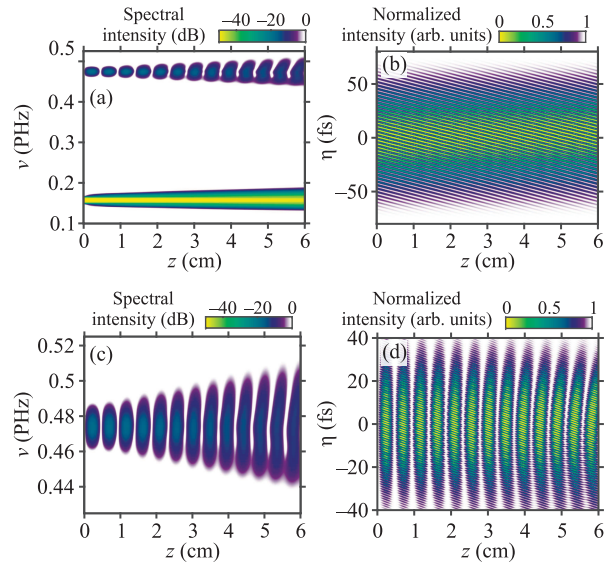 Spectral
intensity (dB)
−40 −20 0
Normalized
intensity (arb. units)
0 0.5 1
0.5
0.4
0.3
0.2
0.1
ν (PHz)
(a)
0 1 2 3 4 5 6
z (cm)
50
0
−50
η (fs)
(b)
0 1 2 3 4 5 6
z (cm)
Spectral
intensity (dB)
−40 −20 0
Normalized
intensity (arb. units)
0 0.5 1
0.52
0.5
0.48
0.46
0.44
ν (PHz)
(c)
0 1 2 3 4 5 6
z (cm)
40
20
0
−20
−40
η (fs)
(d)
0 1 2 3 4 5 6
z (cm)